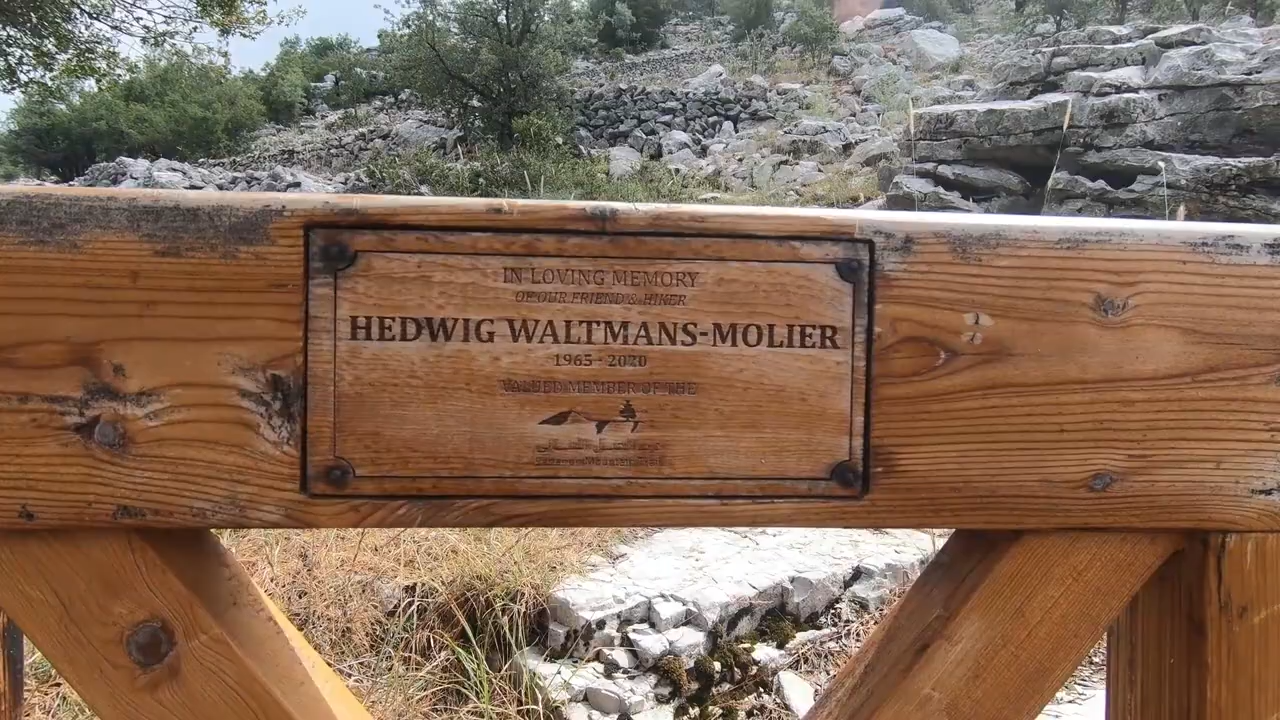 IN LOVING MEMORY
OF OUR FRIEND & HIKER
HEDWIG WALTMANS-MOLIER
1965 - 2020
VALUED MEMBER OF THE